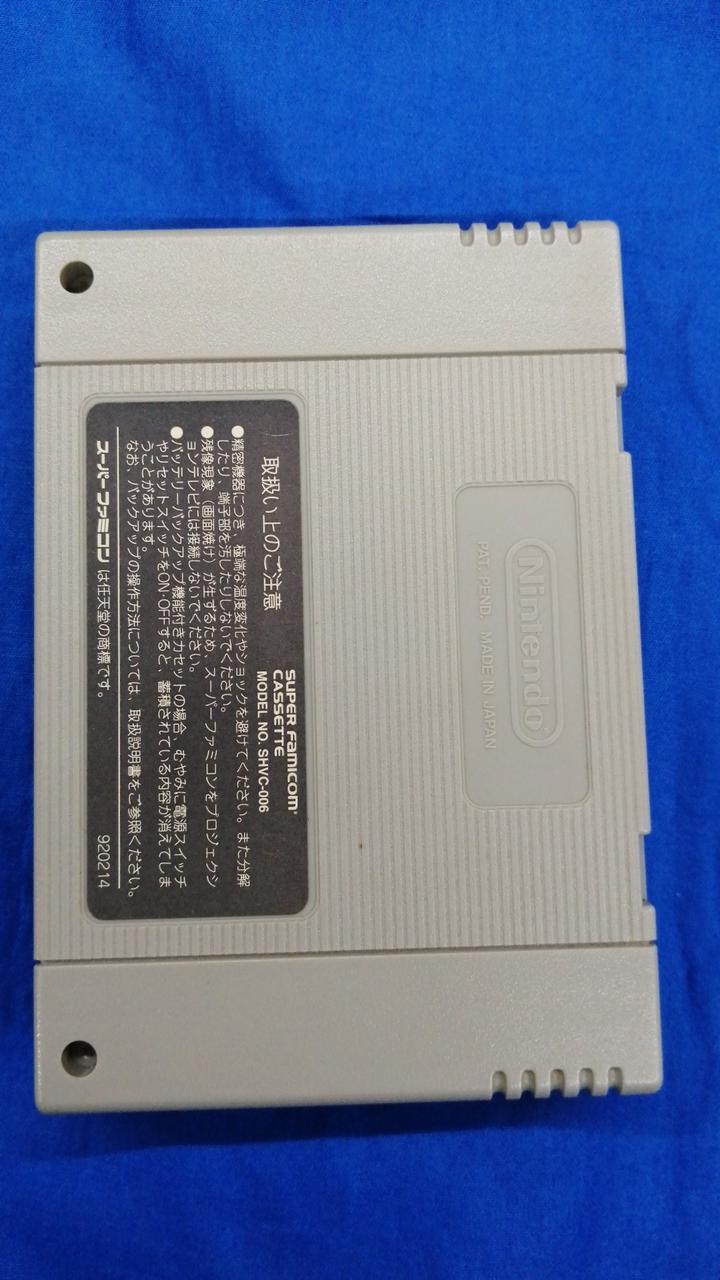 Nintendo
PAT. PEND. MADE IN JAPAN
SUPER FAMICOM
CASSETTE
MODEL NO. SHVC-006
取扱い上のご注意
●精密機器につき、極端な温度変化やショックを避けてください。また分解
したり、端子部を汚したりしないでください。
●残像現象（画面焼け）が生ずるため、スーパーファミコンをプロジェクシ
ョンテレビには接続しないでください。
●バッテリーバックアップ機能付きカセットの場合、むやみに電源スイッチ
やリセットスイッチをON・OFFすると、蓄積されている内容が消えてしま
うことがあります。
なお、バックアップの操作方法については、取扱説明書をご参照ください。
スーパーファミコン は任天堂の商標です。
920214